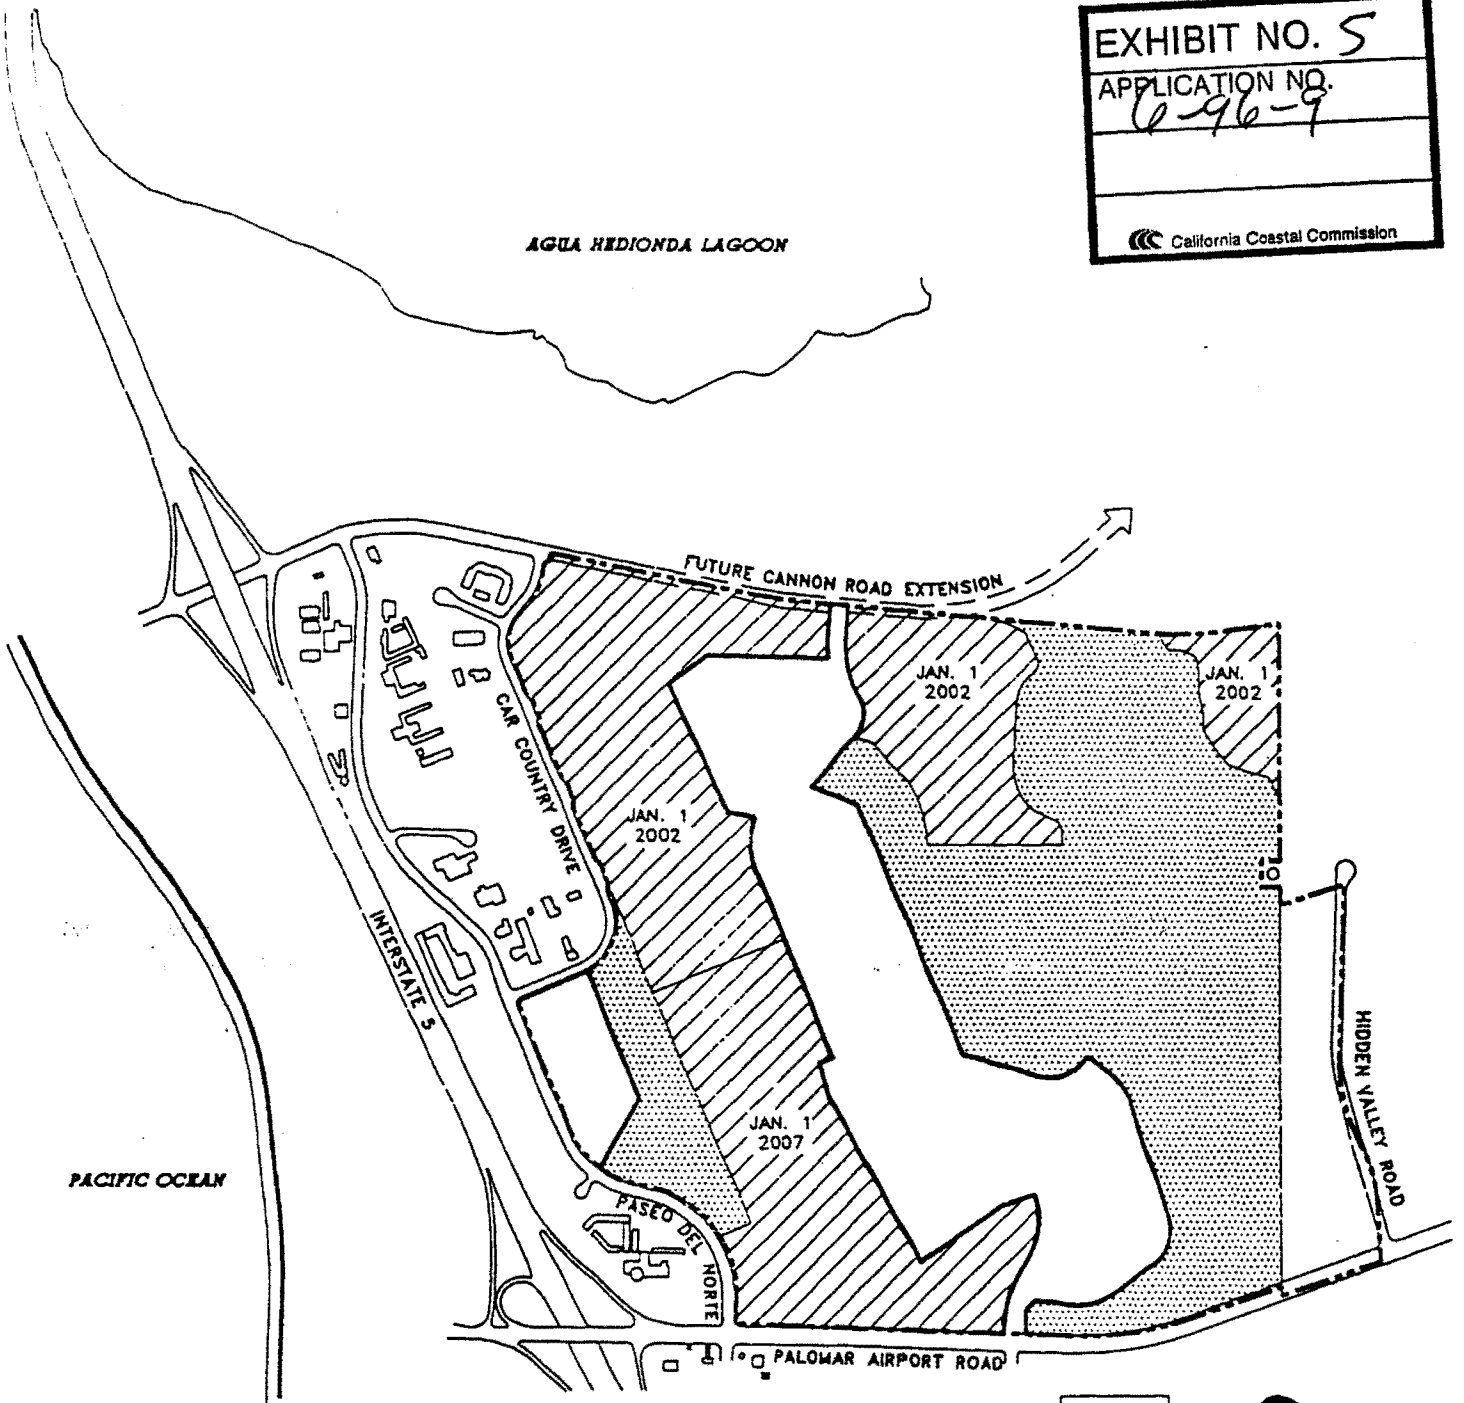 EXHIBIT NO. 5
APPLICATION NO.
6-96-9
California Coastal Commission
AGUA HEDIONDA LAGOON
FUTURE CANNON ROAD EXTENSION
JAN. 1
2002
JAN. 1
2002
CAR COUNTRY DRIVE
JAN. 1
2002
INTERSTATE 5
HIDDEN VALLEY ROAD
JAN. 1
2007
PACIFIC OCEAN
PASEO DEL NORTE
PALOMAR AIRPORT ROAD